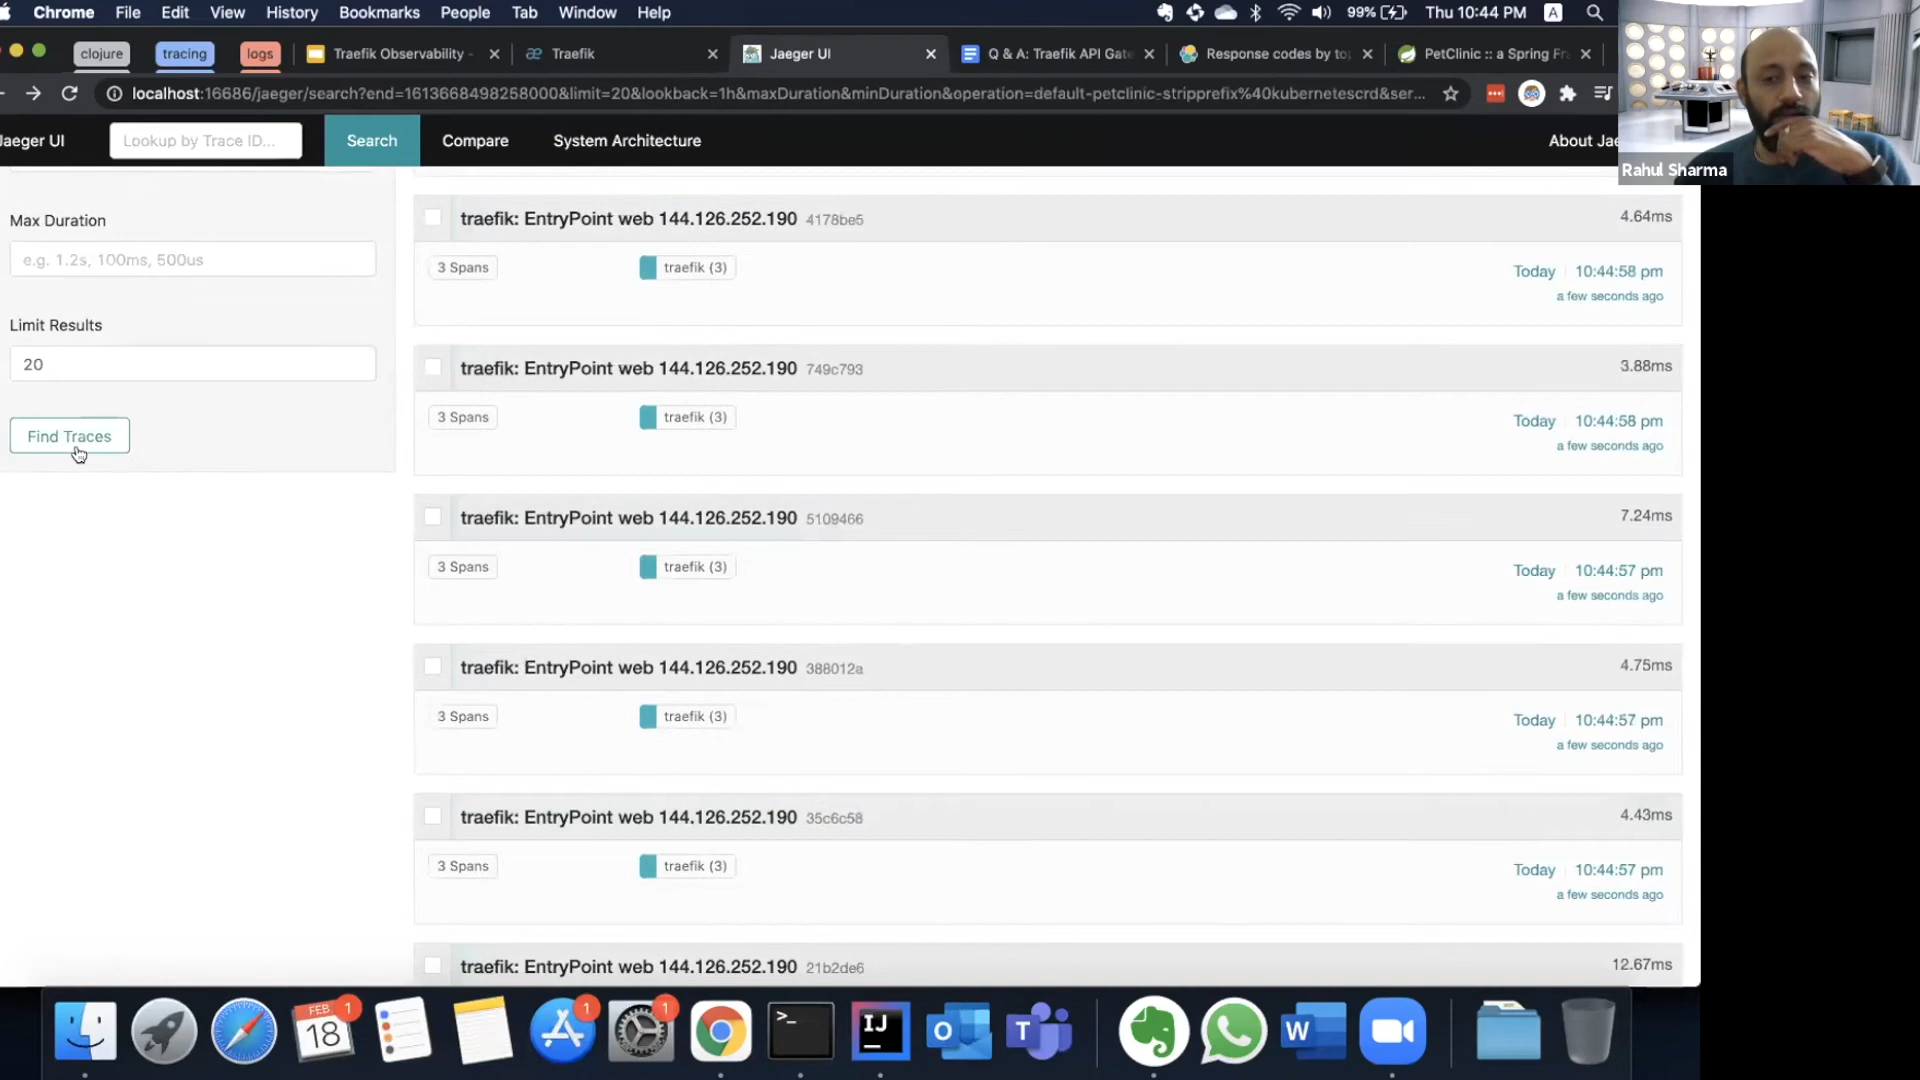 Chrome File Edit View History Bookmarks People Tab Window Help 99% Thu 10:44 PM A
clojure tracing logs Traefik Observability - Traefik Jaeger UI Q & A: Traefik API Gate Response codes by to PetClinic :: a Spring Fr
localhost:16686/jaeger/search?end=1613668498258000&limit=20&lookback=1h&maxDuration&minDuration&operation=default-petclinic-stripprefix%40kubernetescrd&ser...
Jaeger UI Lookup by Trace ID... Search Compare System Architecture About Jae
Rahul Sharma
Max Duration
e.g. 1.2s, 100ms, 500us
Limit Results
20
Find Traces
traefik: EntryPoint web 144.126.252.190 4178be5 4.64ms
3 Spans traefik (3) Today 10:44:58 pm
a few seconds ago
traefik: EntryPoint web 144.126.252.190 749c793 3.88ms
3 Spans traefik (3) Today 10:44:58 pm
a few seconds ago
traefik: EntryPoint web 144.126.252.190 5109466 7.24ms
3 Spans traefik (3) Today 10:44:57 pm
a few seconds ago
traefik: EntryPoint web 144.126.252.190 388012a 4.75ms
3 Spans traefik (3) Today 10:44:57 pm
a few seconds ago
traefik: EntryPoint web 144.126.252.190 35c6c58 4.43ms
3 Spans traefik (3) Today 10:44:57 pm
a few seconds ago
traefik: EntryPoint web 144.126.252.190 21b2de6 12.67ms
FEB 18 1 1 1 >_ IJ O T W